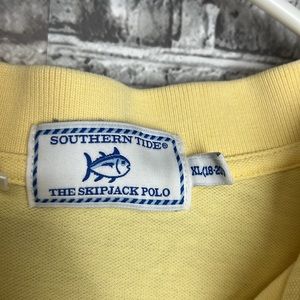 SOUTHERN TIDE®
THE SKIPJACK POLO
XL(18-20)